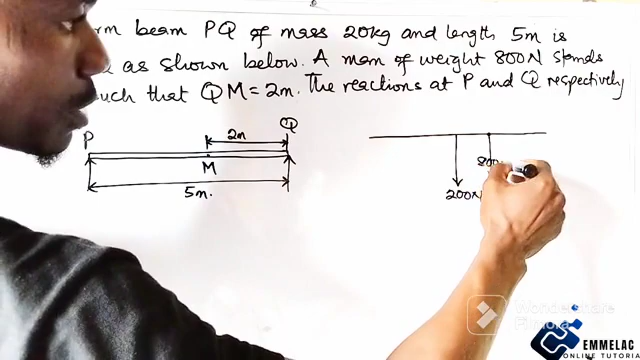 rm beam PQ of mass 20kg and length 5m is
as shown below. A man of weight 800N stands
such that QM = 2m. The reactions at P and Q respectively
P
2m
Q
M
5m.
800
200N
Wondershare
Filmora
EMMELAC
ONLINE TUTORIA